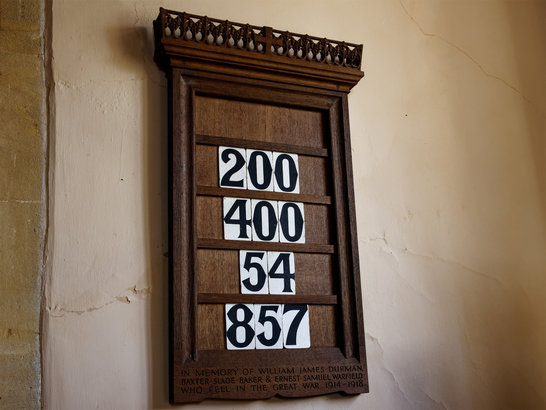 200
400
54
857
IN MEMORY OF WILLIAM JAMES DURMAN,
BAXTER-SLADE BAKER & ERNEST SAMUEL WARFIELD
WHO FELL IN THE GREAT WAR, 1914-1918.